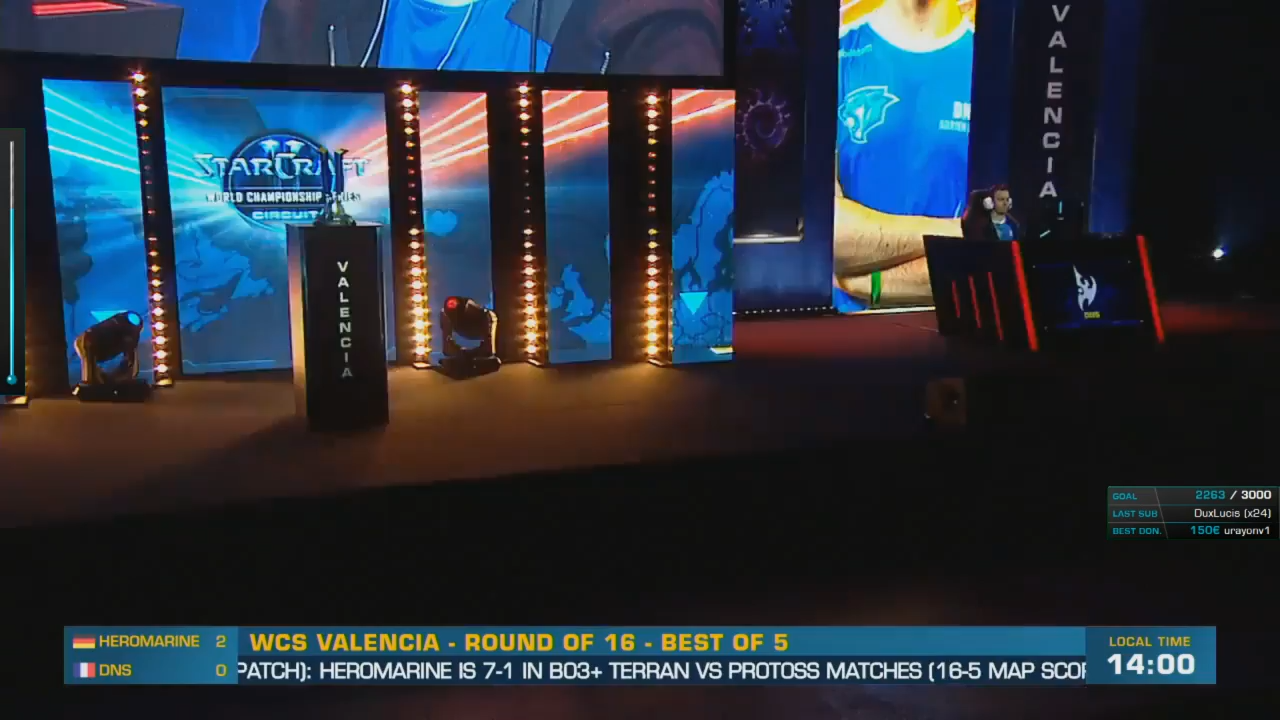 STARCRAFT
II
WORLD CHAMPIONSHIP
CIRCUIT
VALENCIA
VALENCIA
DNS
GOAL 2263 / 3000
LAST SUB DuxLucis (x24)
BEST DON. 150€ urayonv1
HEROMARINE 2
DNS 0
WCS VALENCIA - ROUND OF 16 - BEST OF 5
PATCH): HEROMARINE IS 7-1 IN BO3+ TERRAN VS PROTOSS MATCHES (16-5 MAP SCOR
LOCAL TIME
14:00